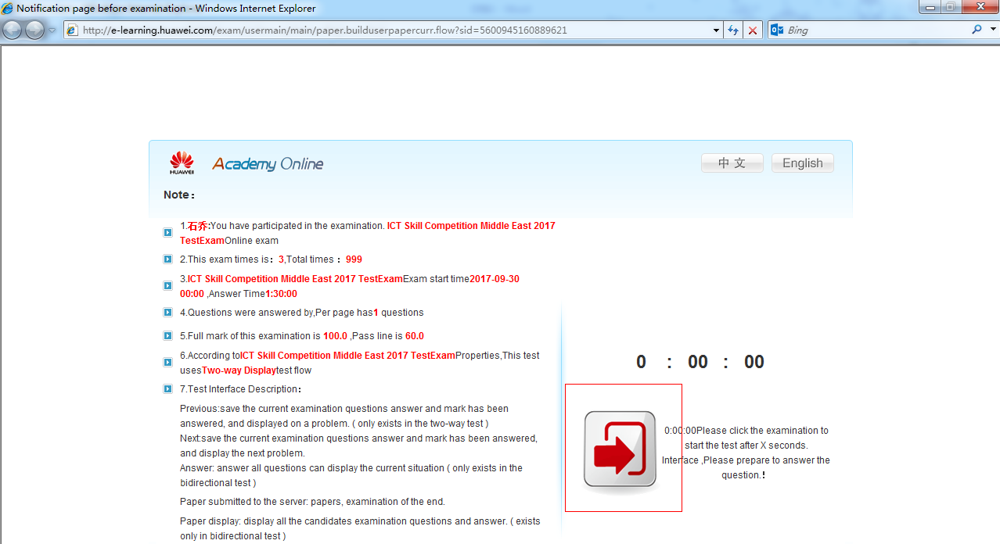 Notification page before examination - Windows Internet Explorer
http://e-learning.huawei.com/exam/usermain/main/paper.builduserpapercurr.flow?sid=5600945160889621
Bing
HUAWEI
Academy Online
中 文
English
Note：
1.石乔:You have participated in the examination. ICT Skill Competition Middle East 2017
TestExamOnline exam
2.This exam times is：3,Total times ：999
3.ICT Skill Competition Middle East 2017 TestExamExam start time2017-09-30
00:00 ,Answer Time1:30:00
4.Questions were answered by,Per page has1 questions
5.Full mark of this examination is 100.0 ,Pass line is 60.0
6.According toICT Skill Competition Middle East 2017 TestExamProperties,This test
usesTwo-way Displaytest flow
7.Test Interface Description：
Previous:save the current examination questions answer and mark has been
answered, and displayed on a problem. ( only exists in the two-way test )
Next:save the current examination questions answer and mark has been answered,
and display the next problem.
Answer: answer all questions can display the current situation ( only exists in the
bidirectional test )
Paper submitted to the server: papers, examination of the end.
Paper display: display all the candidates examination questions and answer. ( exists
only in bidirectional test )
0 : 00 : 00
0:00:00Please click the examination to
start the test after X seconds.
Interface ,Please prepare to answer the
question.！